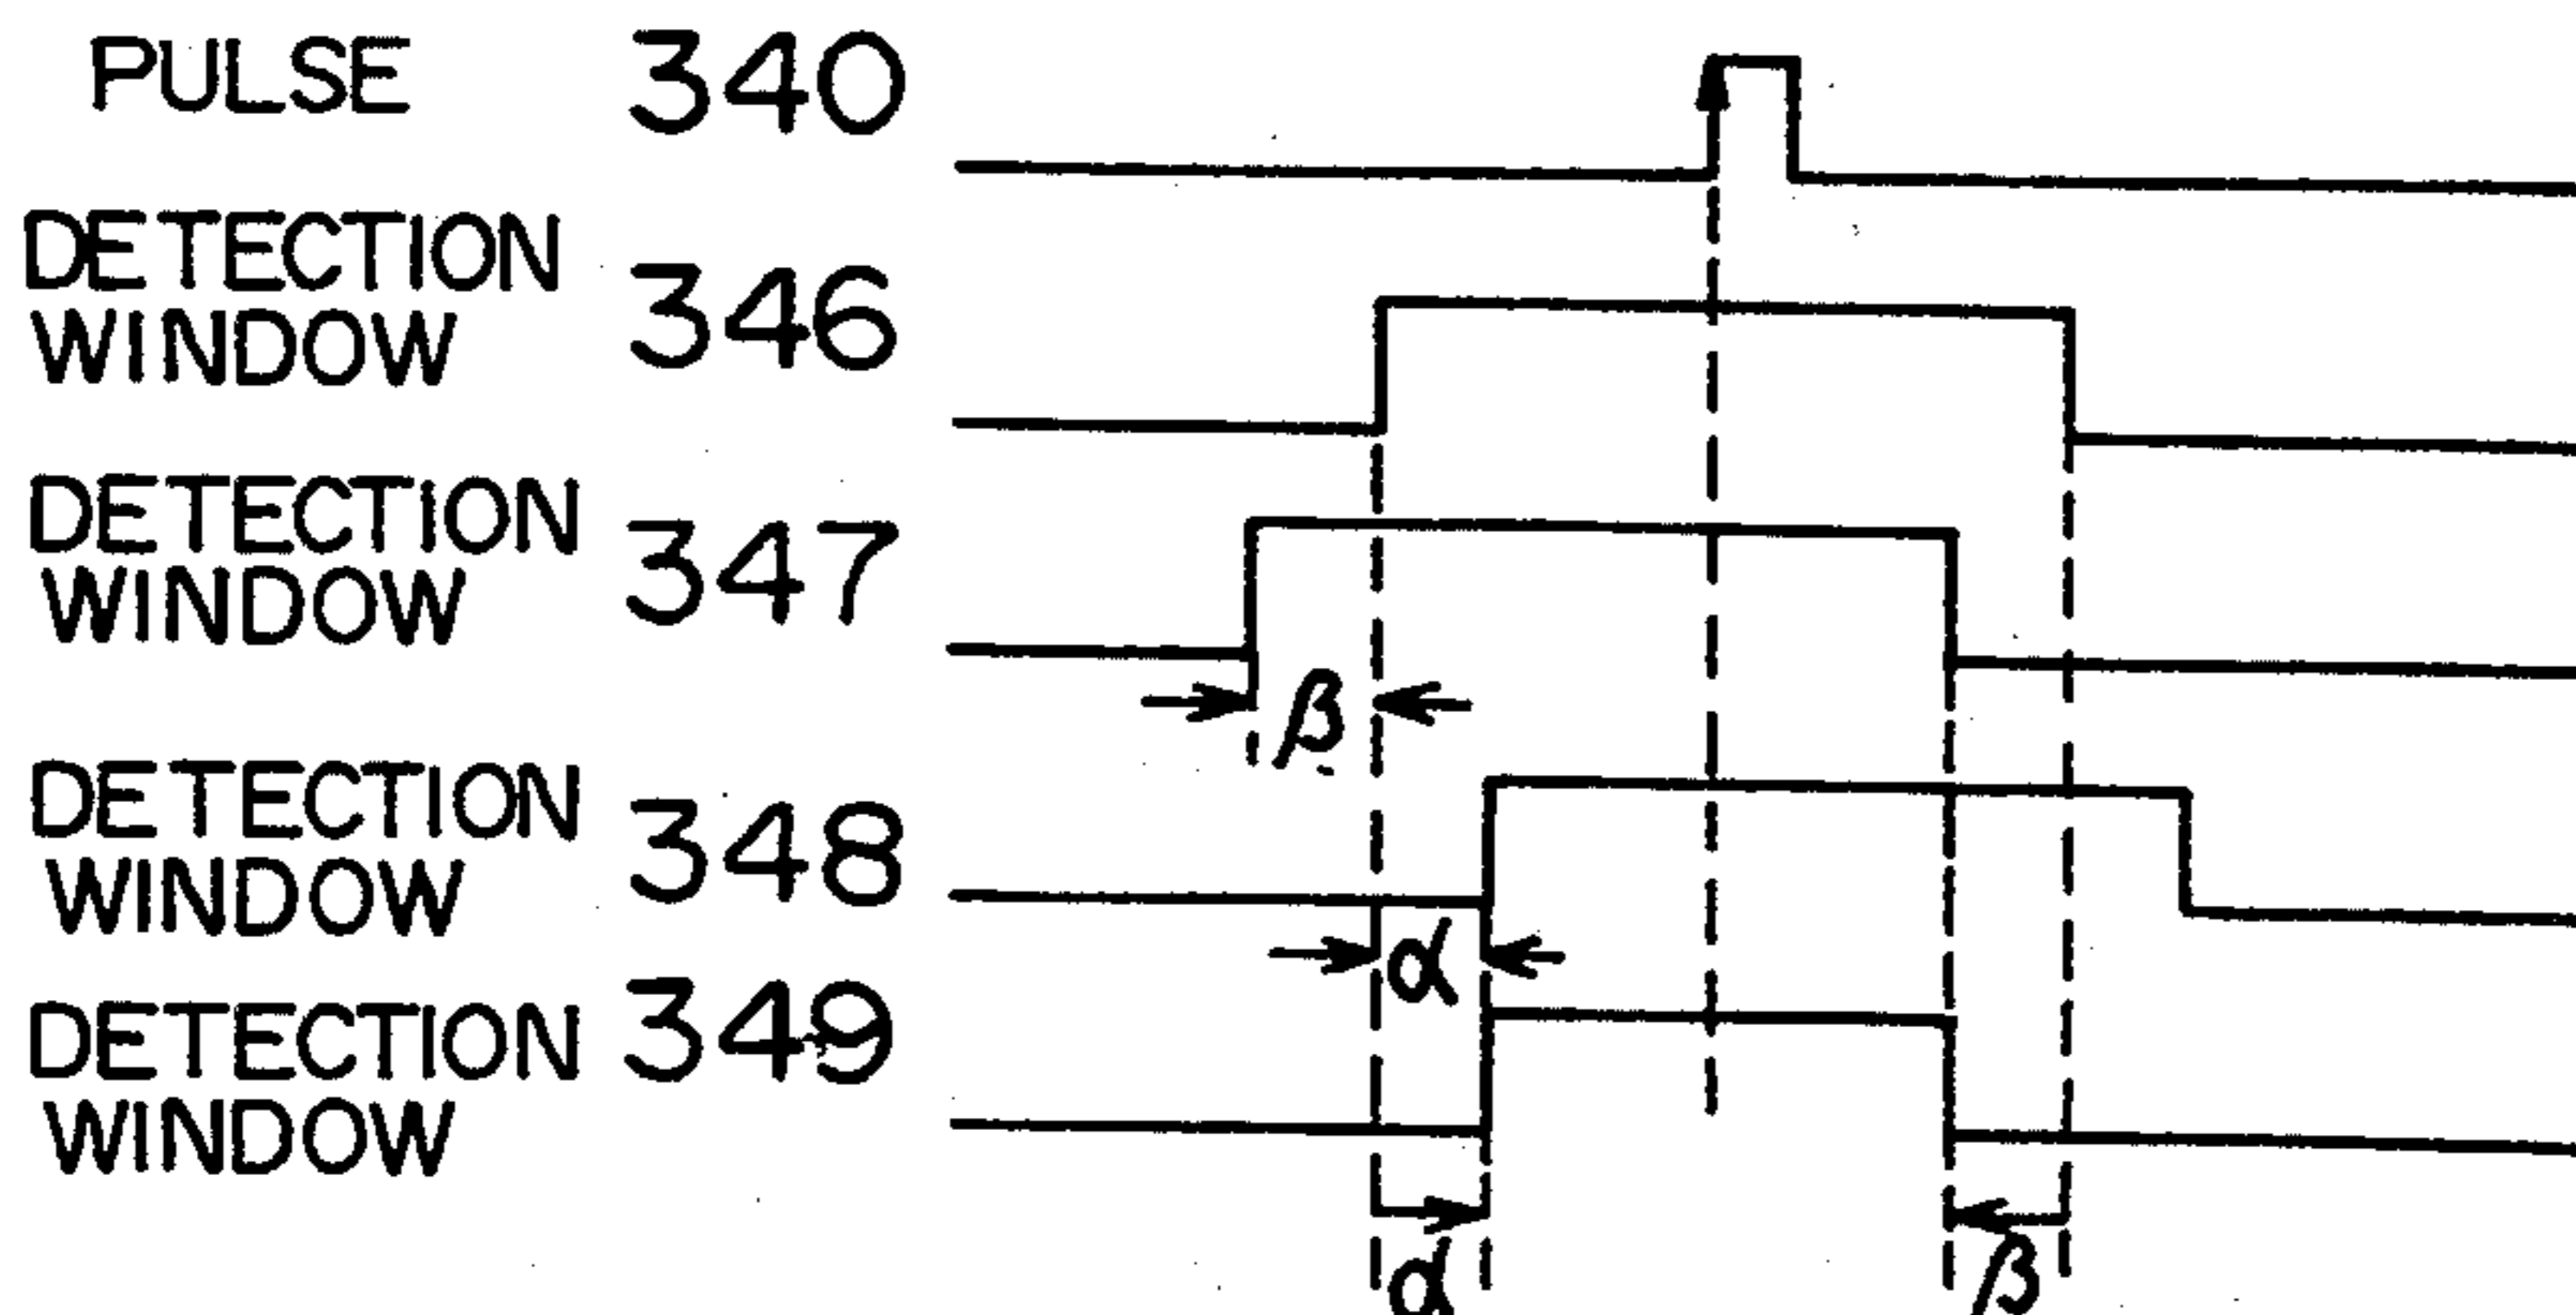 PULSE 340
DETECTION
WINDOW 346
DETECTION
WINDOW 347
β
DETECTION
WINDOW 348
α
DETECTION
WINDOW 349
α β